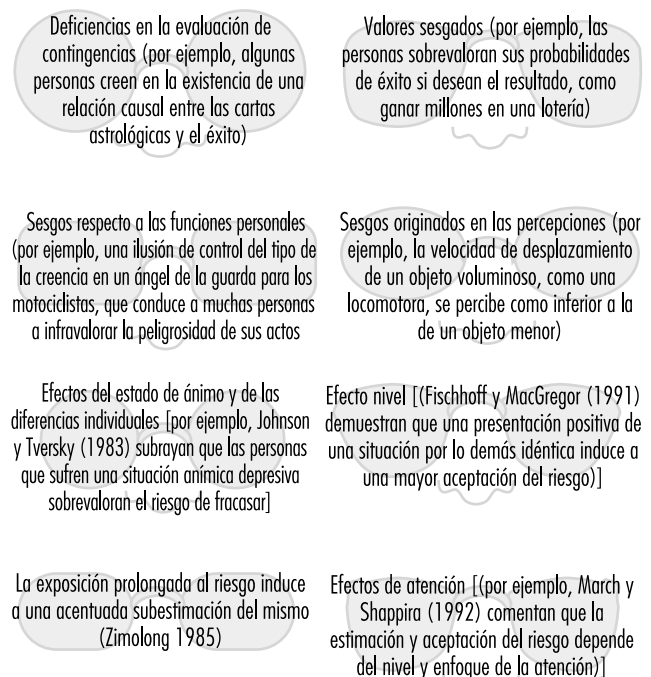 Deficiencias en la evaluación de
contingencias (por ejemplo, algunas
personas creen en la existencia de una
relación causal entre las cartas
astrológicas y el éxito)
Valores sesgados (por ejemplo, las
personas sobrevaloran sus probabilidades
de éxito si desean el resultado, como
ganar millones en una lotería)
Sesgos respecto a las funciones personales
(por ejemplo, una ilusión de control del tipo de
la creencia en un ángel de la guarda para los
motociclistas, que conduce a muchas personas
a infravalorar la peligrosidad de sus actos
Sesgos originados en las percepciones (por
ejemplo, la velocidad de desplazamiento
de un objeto voluminoso, como una
locomotora, se percibe como inferior a la
de un objeto menor)
Efectos del estado de ánimo y de las
diferencias individuales [por ejemplo, Johnson
y Tversky (1983) subrayan que las personas
que sufren una situación anímica depresiva
sobrevaloran el riesgo de fracasar]
Efecto nivel [(Fischhoff y MacGregor (1991)
demuestran que una presentación positiva de
una situación por lo demás idéntica induce a
una mayor aceptación del riesgo)]
La exposición prolongada al riesgo induce
a una acentuada subestimación del mismo
(Zimolong 1985)
Efectos de atención [(por ejemplo, March y
Shappira (1992) comentan que la
estimación y aceptación del riesgo depende
del nivel y enfoque de la atención)]